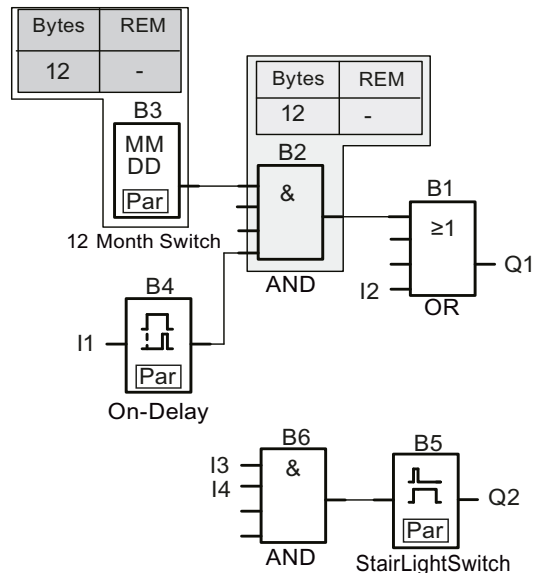 Bytes REM
12 -
B3
MM
DD
Par
12 Month Switch
Bytes REM
12 -
B2
&
AND
B1
≥1
Q1
I2
OR
B4
I1
Par
On-Delay
B6
I3
&
I4
AND
B5
Q2
Par
StairLightSwitch